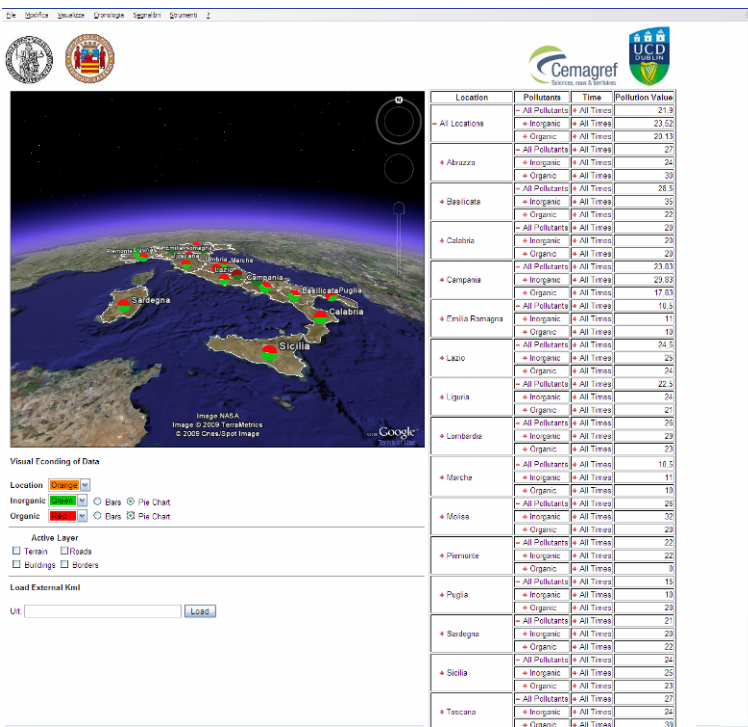 File Modifica Visualizza Cronologia Segnalibri Strumenti ?
Cemagref
Sciences, eaux & territoires
UCD
DUBLIN
Piemonte
Liguria
Emilia Romagna
Toscana
Umbria
Marche
Lazio
Campania
Basilicata
Puglia
Sardegna
Calabria
Sicilia
Image NASA
Image © 2009 TerraMetrics
© 2009 Cnes/Spot Image
Google
Terms of Use
Visual Econding of Data
Location Orange
Inorganic Green Bars Pie Chart
Organic Red Bars Pie Chart
Active Layer
Terrain Roads
Buildings Borders
Load External Kml
Url: Load
Location Pollutants Time Pollution Value
- All Locations
- All Pollutants + All Times 21,9
+ Inorganic + All Times 23,52
+ Organic + All Times 20,13
+ Abruzzo
- All Pollutants + All Times 27
+ Inorganic + All Times 24
+ Organic + All Times 30
+ Basilicata
- All Pollutants + All Times 28,5
+ Inorganic + All Times 35
+ Organic + All Times 22
+ Calabria
- All Pollutants + All Times 20
+ Inorganic + All Times 20
+ Organic + All Times 20
+ Campania
- All Pollutants + All Times 23,83
+ Inorganic + All Times 29,83
+ Organic + All Times 17,83
+ Emilia Romagna
- All Pollutants + All Times 10,5
+ Inorganic + All Times 11
+ Organic + All Times 10
+ Lazio
- All Pollutants + All Times 24,5
+ Inorganic + All Times 25
+ Organic + All Times 24
+ Liguria
- All Pollutants + All Times 22,5
+ Inorganic + All Times 24
+ Organic + All Times 21
+ Lombardia
- All Pollutants + All Times 26
+ Inorganic + All Times 29
+ Organic + All Times 23
+ Marche
- All Pollutants + All Times 10,5
+ Inorganic + All Times 11
+ Organic + All Times 10
+ Molise
- All Pollutants + All Times 26
+ Inorganic + All Times 32
+ Organic + All Times 20
+ Piemonte
- All Pollutants + All Times 22
+ Inorganic + All Times 22
+ Organic + All Times 0
+ Puglia
- All Pollutants + All Times 15
+ Inorganic + All Times 10
+ Organic + All Times 20
+ Sardegna
- All Pollutants + All Times 21
+ Inorganic + All Times 20
+ Organic + All Times 22
+ Sicilia
- All Pollutants + All Times 24
+ Inorganic + All Times 25
+ Organic + All Times 23
+ Toscana
- All Pollutants + All Times 27
+ Inorganic + All Times 24
+ Organic + All Times 30